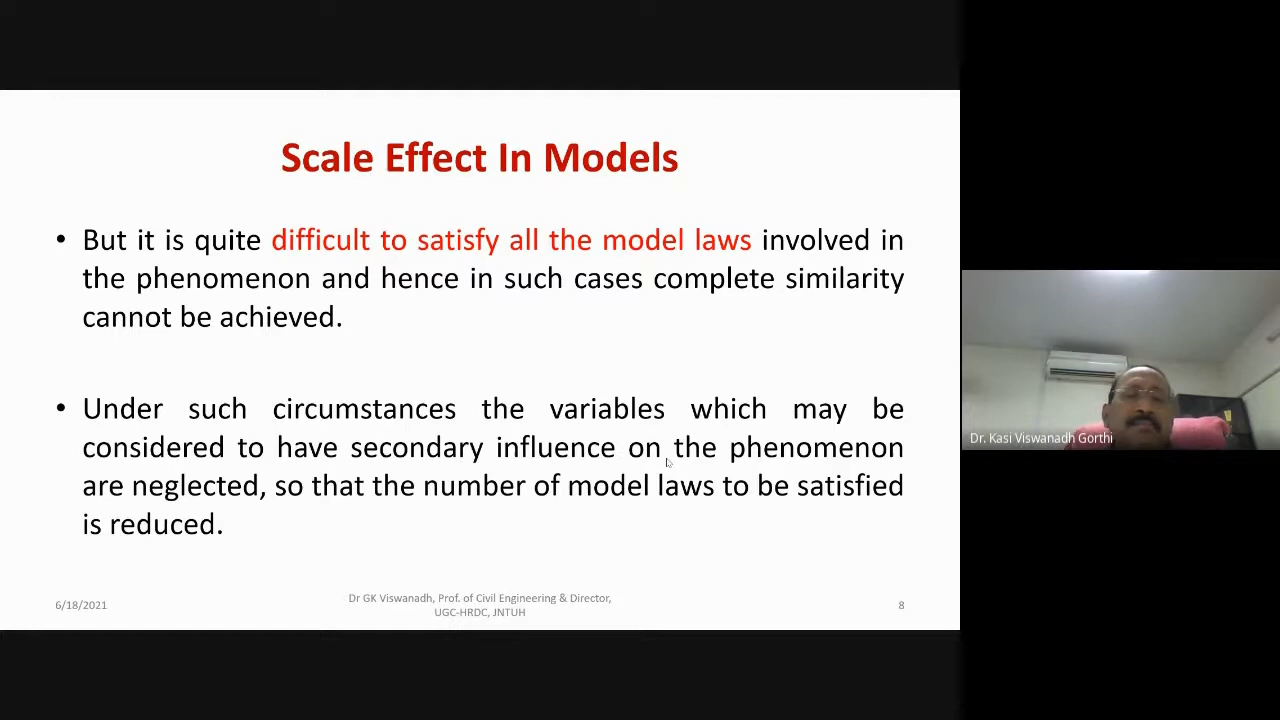 Scale Effect In Models
• But it is quite difficult to satisfy all the model laws involved in
the phenomenon and hence in such cases complete similarity
cannot be achieved.
• Under such circumstances the variables which may be
considered to have secondary influence on the phenomenon
are neglected, so that the number of model laws to be satisfied
is reduced.
6/18/2021
Dr GK Viswanadh, Prof. of Civil Engineering & Director,
UGC-HRDC, JNTUH
8
Dr. Kasi Viswanadh Gorthi